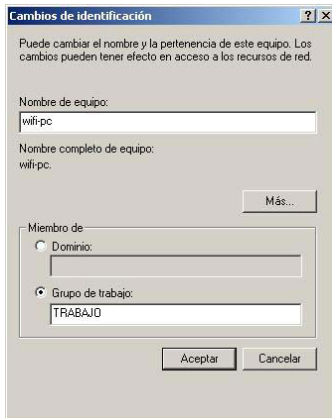 Cambios de identificación
Puede cambiar el nombre y la pertenencia de este equipo. Los
cambios pueden tener efecto en acceso a los recursos de red.
Nombre de equipo:
wifi-pc
Nombre completo de equipo:
wifi-pc.
Más...
Miembro de
Dominio:
Grupo de trabajo:
TRABAJO
Aceptar
Cancelar